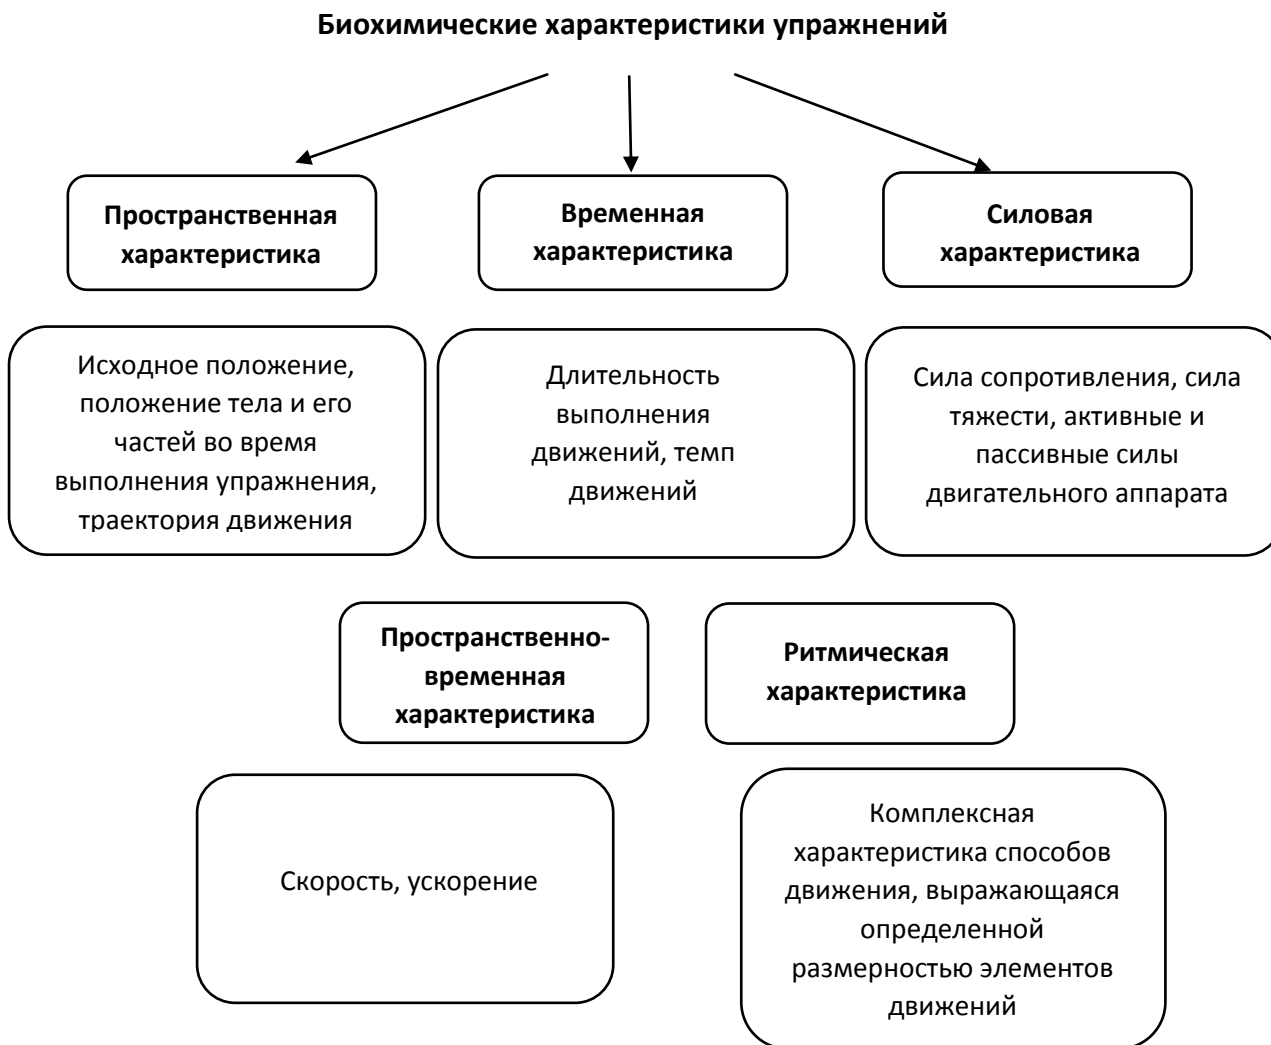 Биохимические характеристики упражнений
Пространственная
характеристика
Временная
характеристика
Силовая
характеристика
Исходное положение,
положение тела и его
частей во время
выполнения упражнения,
траектория движения
Длительность
выполнения
движений, темп
движений
Сила сопротивления, сила
тяжести, активные и
пассивные силы
двигательного аппарата
Пространственно-
временная
характеристика
Ритмическая
характеристика
Скорость, ускорение
Комплексная
характеристика способов
движения, выражающаяся
определенной
размерностью элементов
движений